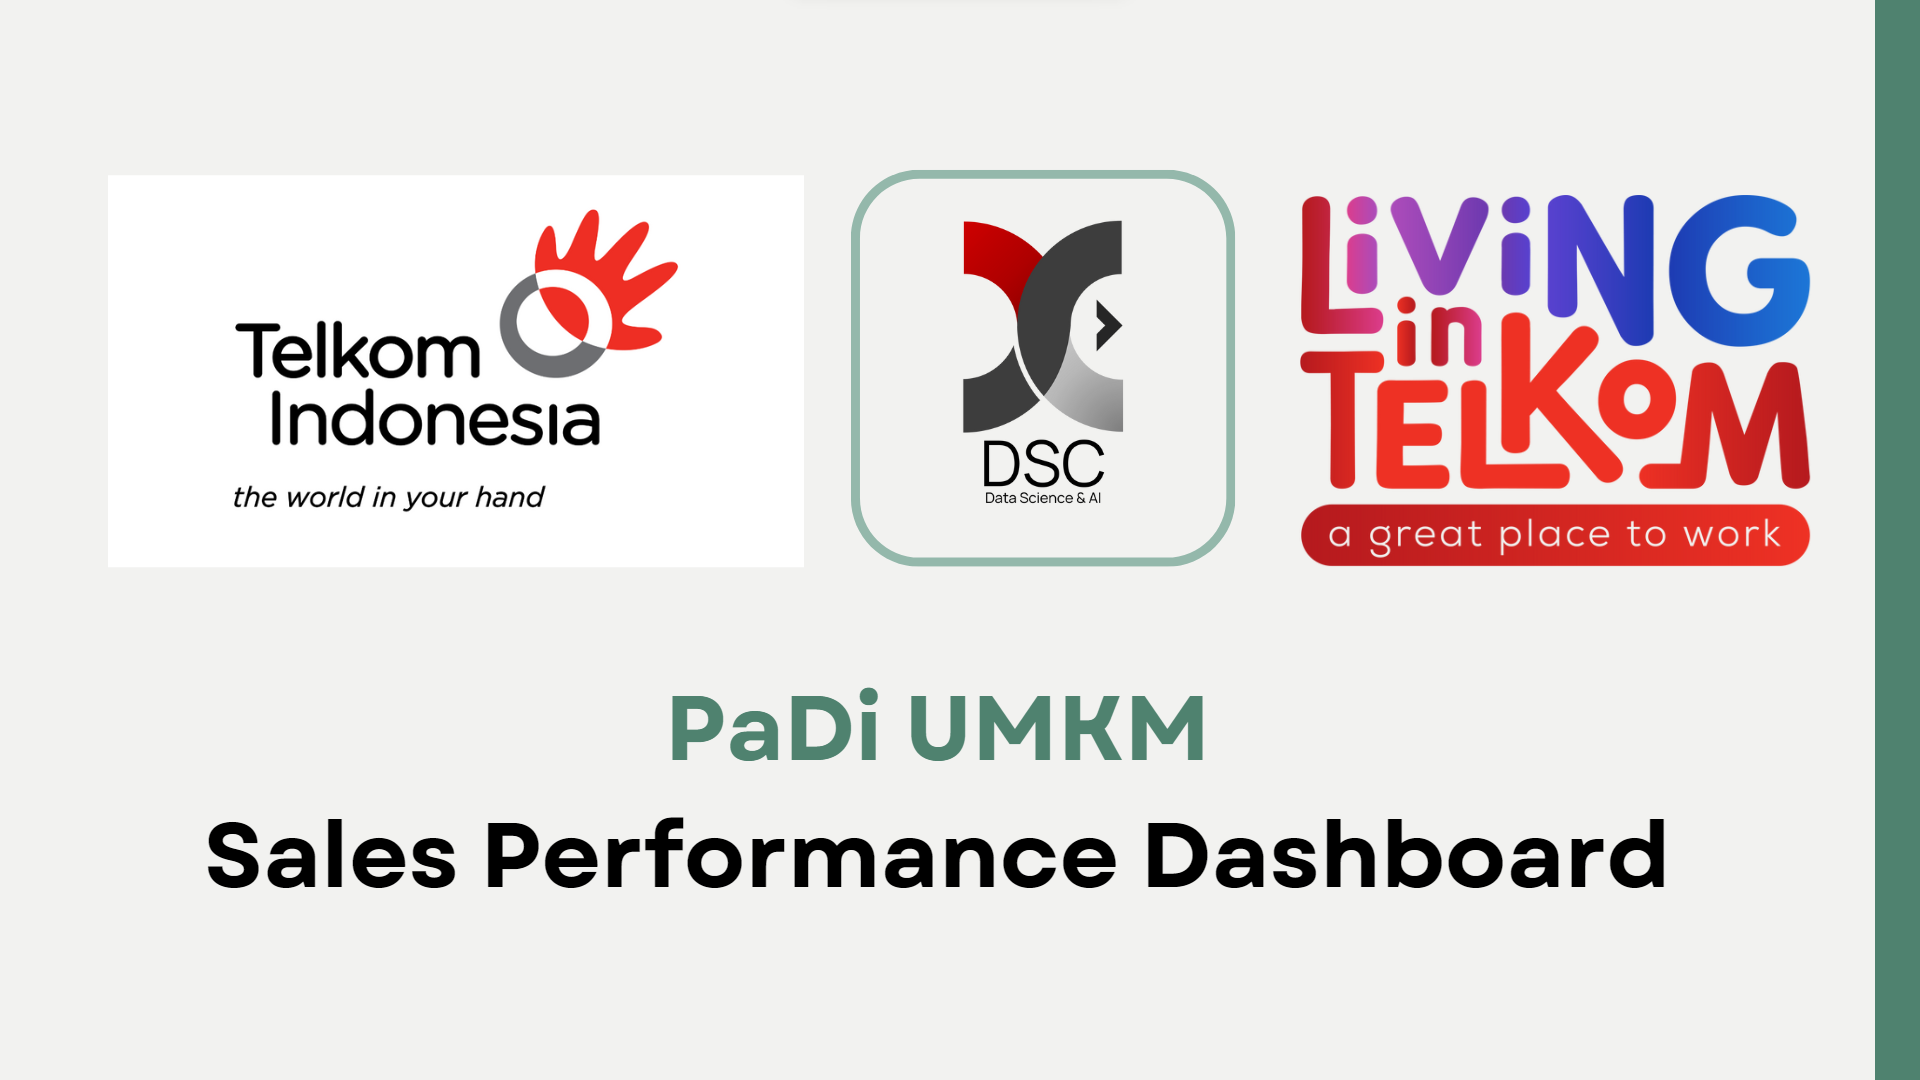 Telkom
Indonesia
the world in your hand
DSC
Data Science & AI
LiViNG
in
TELKOM
a great place to work
PaDi UMKM
Sales Performance Dashboard